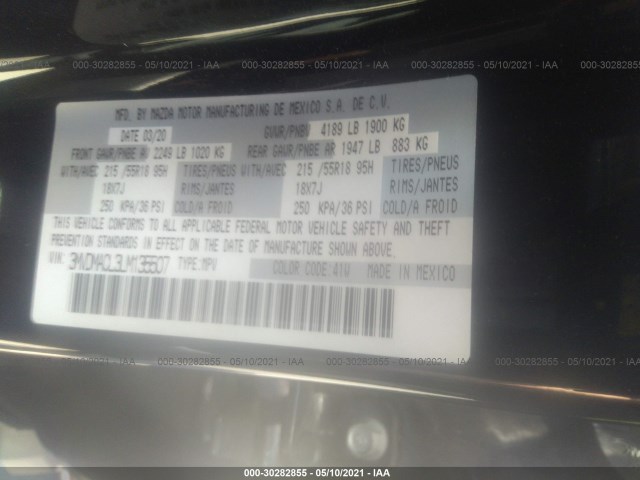 000-30282855 - 05/10/2021 - IAA
MFD. BY MAZDA MOTOR MANUFACTURING DE MEXICO S.A. DE C.V.
DATE 03/20 GVWR/PNBV 4189 LB 1900 KG
FRONT GAWR/PNBE AV 2249 LB 1020 KG REAR GAWR/PNBE AR 1947 LB 883 KG
WITH/AVEC 215 /55R18 95H TIRES/PNEUS WITH/AVEC 215 /55R18 95H TIRES/PNEUS
18X7J RIMS/JANTES 18X7J RIMS/JANTES
250 KPA/36 PSI COLD/A FROID 250 KPA/36 PSI COLD/A FROID
THIS VEHICLE CONFORMS TO ALL APPLICABLE FEDERAL MOTOR VEHICLE SAFETY AND THEFT
PREVENTION STANDARDS IN EFFECT ON THE DATE OF MANUFACTURE SHOWN ABOVE.
VIN: TYPE:MPV COLOR CODE:41W MADE IN MEXICO
000-30282855 - 05/10/2021 - IAA